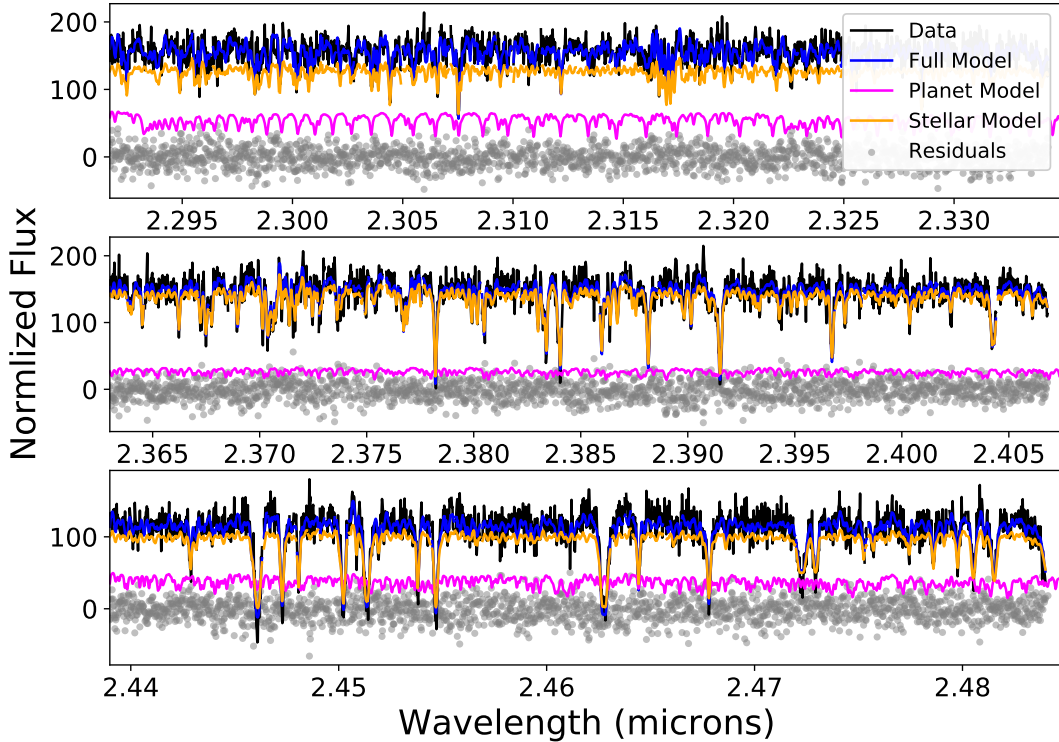 200
100
0
Data
Full Model
Planet Model
Stellar Model
Residuals
2.295 2.300 2.305 2.310 2.315 2.320 2.325 2.330
Normlized Flux
200
100
0
2.365 2.370 2.375 2.380 2.385 2.390 2.395 2.400 2.405
100
0
2.44 2.45 2.46 2.47 2.48
Wavelength (microns)